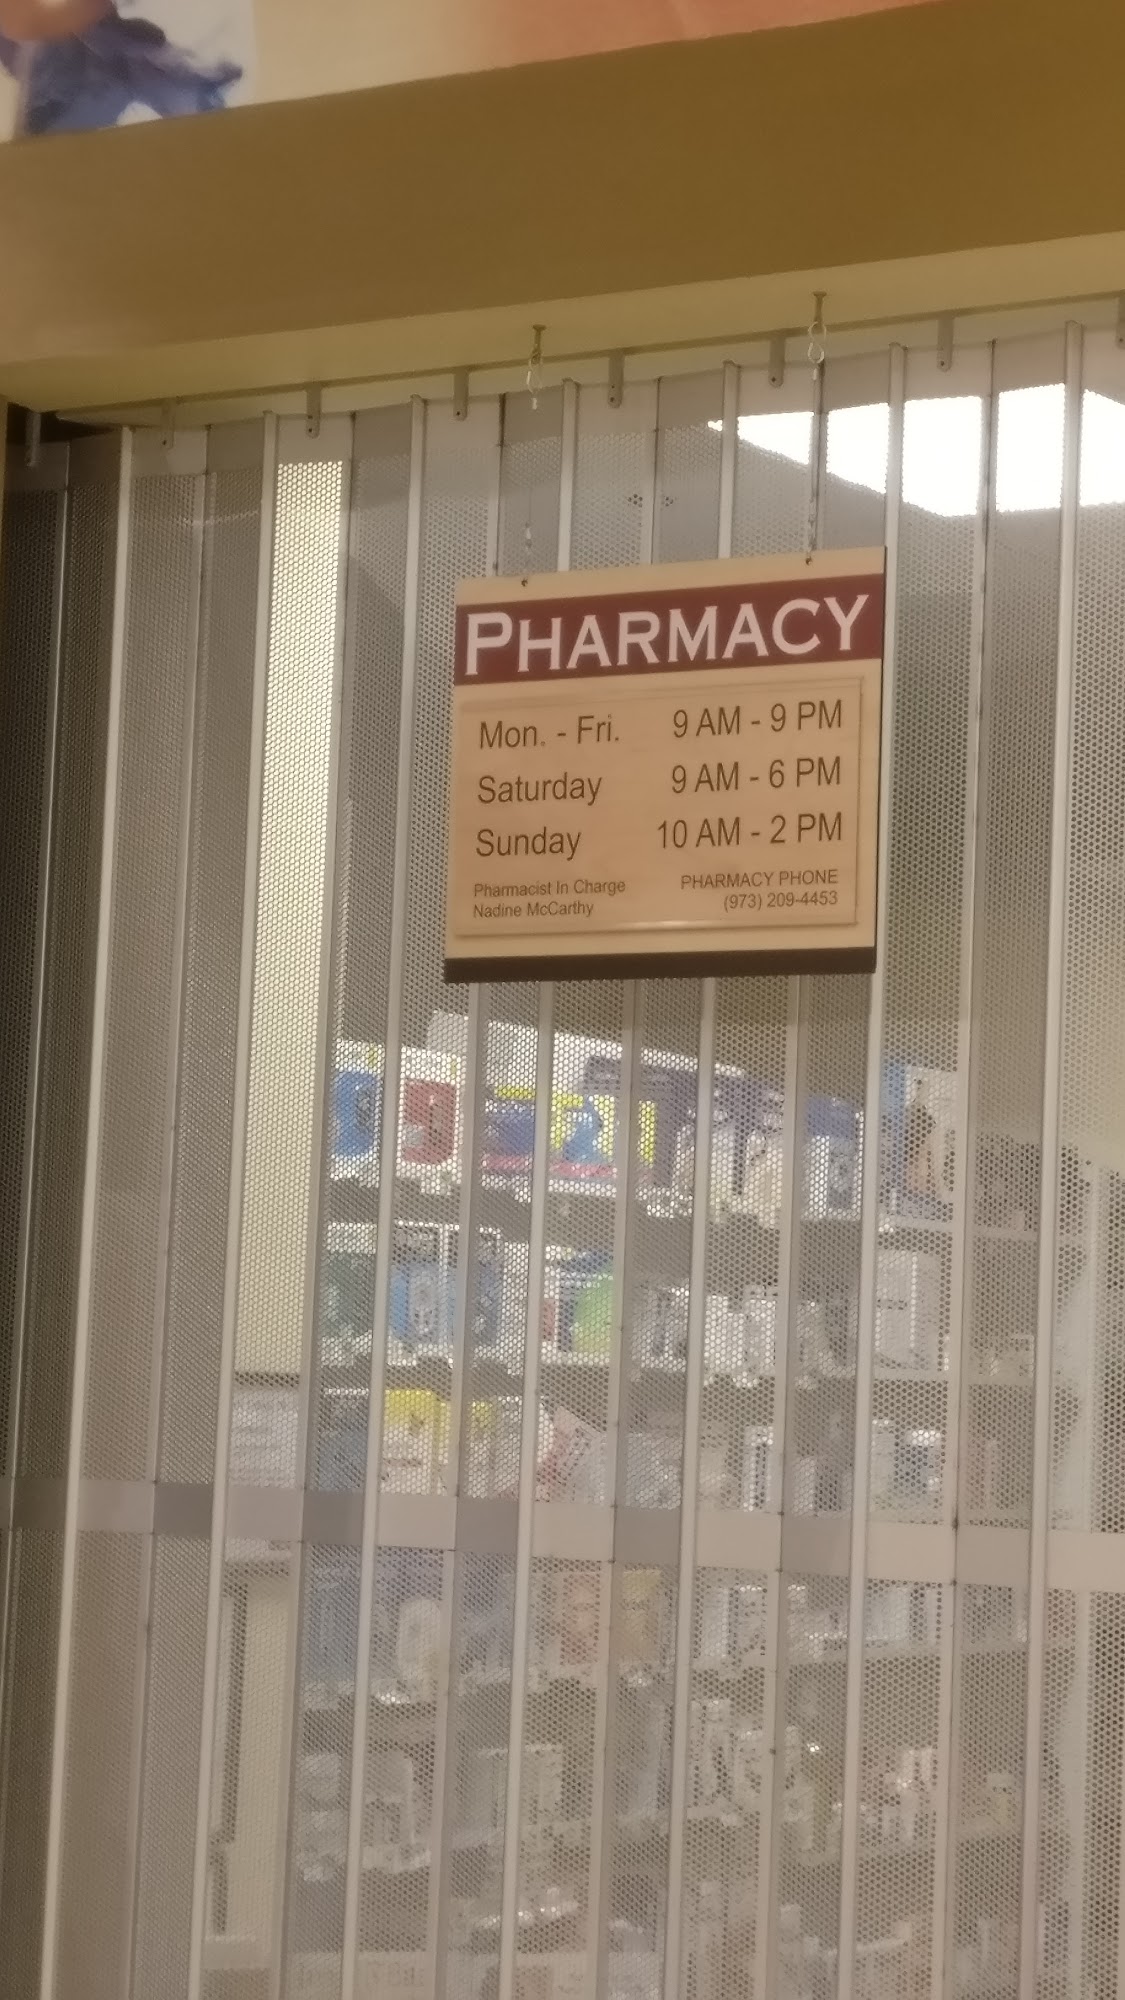 PHARMACY
Mon. - Fri. 9 AM - 9 PM
Saturday 9 AM - 6 PM
Sunday 10 AM - 2 PM
Pharmacist In Charge
Nadine McCarthy
PHARMACY PHONE
(973) 209-4453